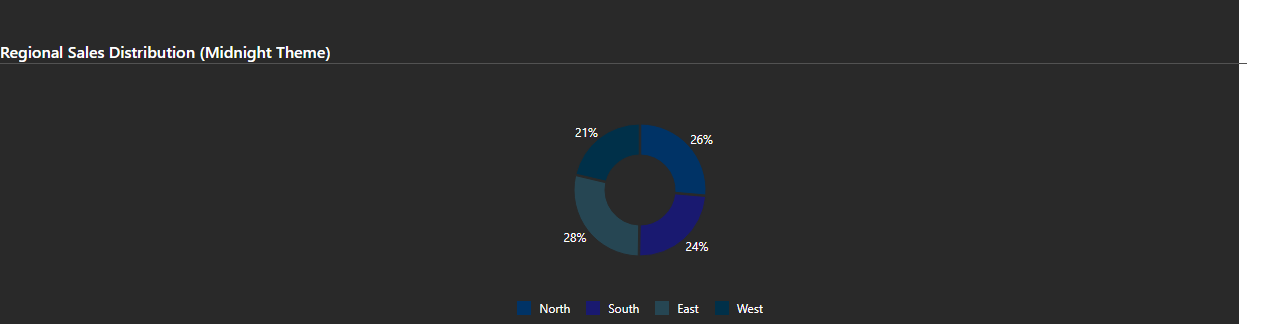 Regional Sales Distribution (Midnight Theme)
21%
26%
28%
24%
North South East West